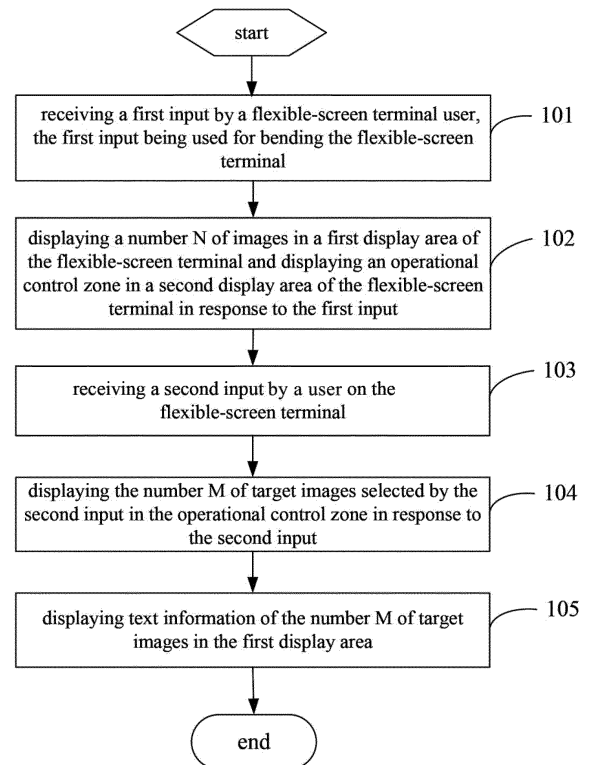 start
receiving a first input by a flexible-screen terminal user,
the first input being used for bending the flexible-screen
terminal
101
displaying a number N of images in a first display area of
the flexible-screen terminal and displaying an operational
control zone in a second display area of the flexible-screen
terminal in response to the first input
102
receiving a second input by a user on the
flexible-screen terminal
103
displaying the number M of target images selected by the
second input in the operational control zone in response to
the second input
104
displaying text information of the number M of target
images in the first display area
105
end